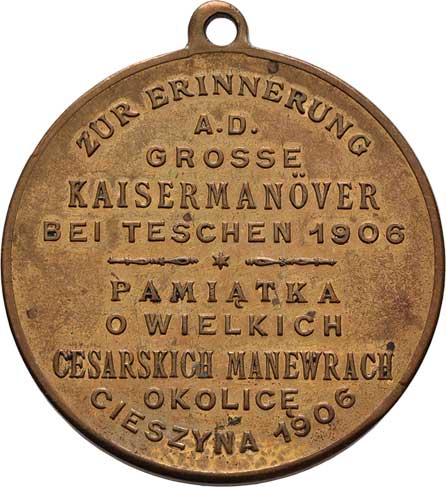 ZUR ERINNERUNG
A.D.
GROSSE
KAISERMANÖVER
BEI TESCHEN 1906
PAMIĄTKA
O WIELKICH
CESARSKICH MANEWRACH
OKOLICĘ
CIESZYNA 1906